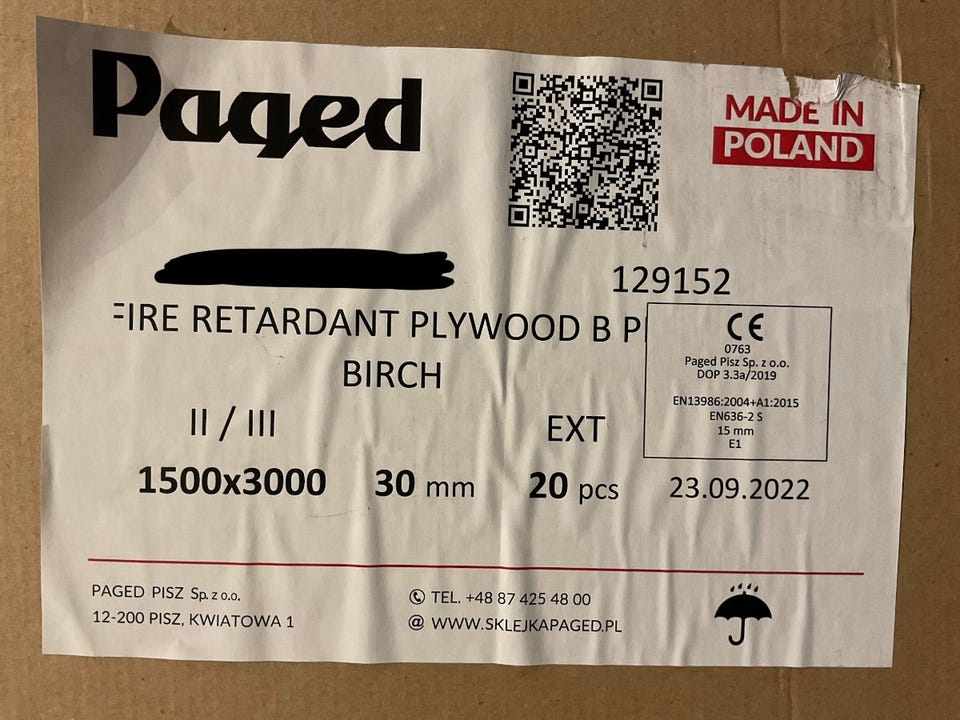 Paged
MADE IN
POLAND
129152
FIRE RETARDANT PLYWOOD B P
BIRCH
II / III
EXT
1500x3000 30 mm 20 pcs 23.09.2022
CE
0763
Paged Pisz Sp. z o.o.
DOP 3.3a/2019
EN13986:2004+A1:2015
EN636-2 S
15 mm
E1
PAGED PISZ Sp. z o.o.
12-200 PISZ, KWIATOWA 1
TEL. +48 87 425 48 00
@ WWW.SKLEJKAPAGED.PL